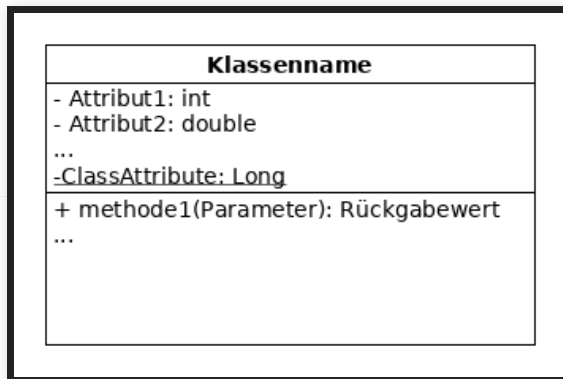 Klassenname
- Attribut1: int
- Attribut2: double
...
-ClassAttribute: Long
+ methode1(Parameter): Rückgabewert
...